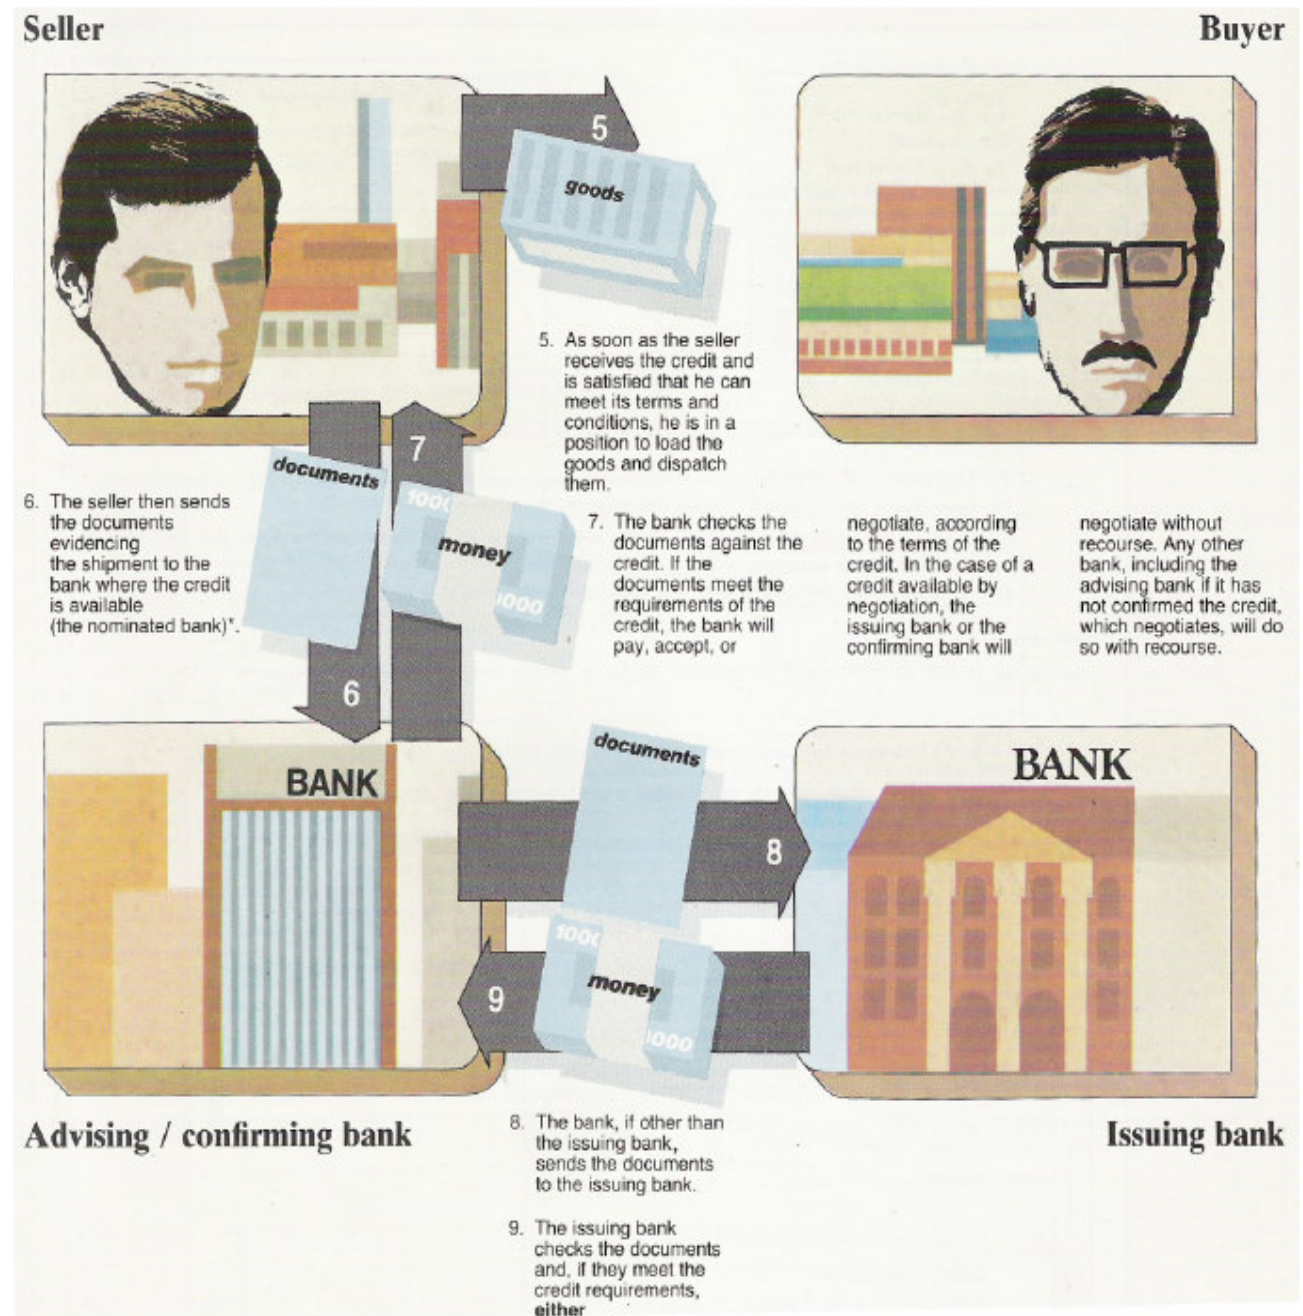 Seller
Buyer
5
goods
5. As soon as the seller
receives the credit and
is satisfied that he can
meet its terms and
conditions, he is in a
position to load the
goods and dispatch
them.
documents
7
1000
money
1000
6
6. The seller then sends
the documents
evidencing
the shipment to the
bank where the credit
is available
(the nominated bank)*.
7. The bank checks the
documents against the
credit. If the
documents meet the
requirements of the
credit, the bank will
pay, accept, or
negotiate, according
to the terms of the
credit. In the case of a
credit available by
negotiation, the
issuing bank or the
confirming bank will
negotiate without
recourse. Any other
bank, including the
advising bank if it has
not confirmed the credit,
which negotiates, will do
so with recourse.
BANK
documents
8
BANK
1000
money
1000
9
Advising / confirming bank
Issuing bank
8. The bank, if other than
the issuing bank,
sends the documents
to the issuing bank.
9. The issuing bank
checks the documents
and, if they meet the
credit requirements,
either